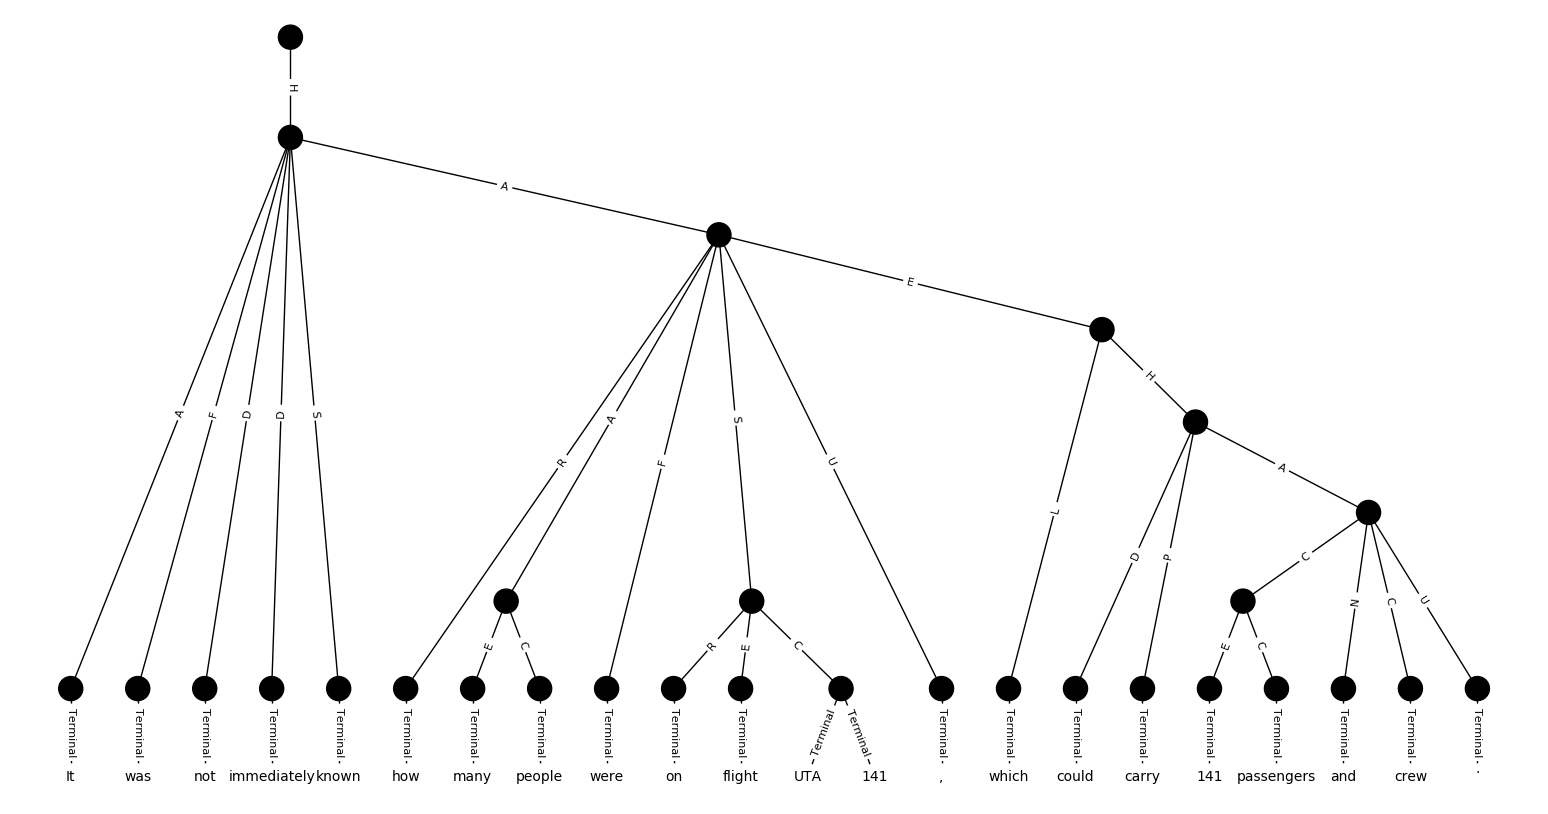 H
A
E
H
A
A F D D S
R A F S U
L
D P
C N C U
E C
R E C
E C
Terminal Terminal Terminal Terminal Terminal Terminal Terminal Terminal Terminal Terminal Terminal Terminal Terminal Terminal Terminal Terminal Terminal Terminal Terminal Terminal Terminal Terminal
It was not immediately known how many people were on flight UTA 141 , which could carry 141 passengers and crew .